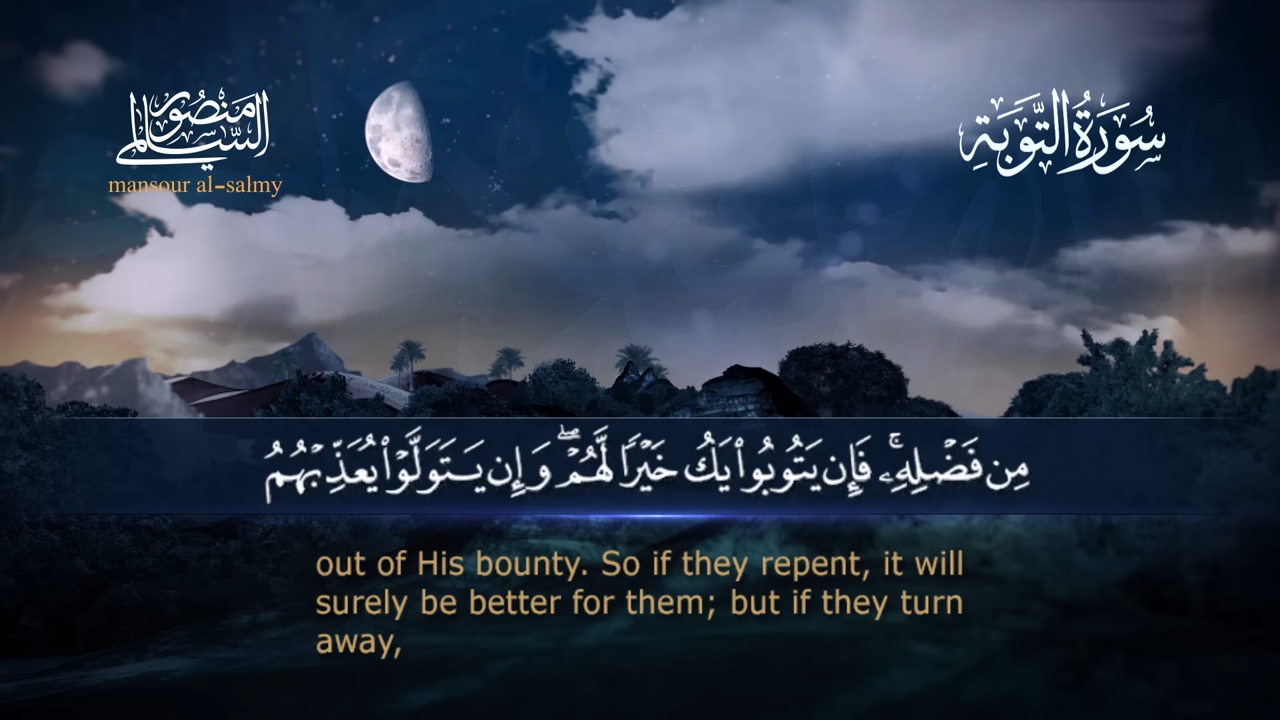 منصور
السالمي
mansour al-salmy
سُورَةُ التَّوبَةِ
مِن فَضْلِهِۦۚ فَإِن يَتُوبُوا۟ يَكُ خَيْرًا لَّهُمْۖ وَإِن يَتَوَلَّوْا۟ يُعَذِّبْهُمُ
out of His bounty. So if they repent, it will
surely be better for them; but if they turn
away,